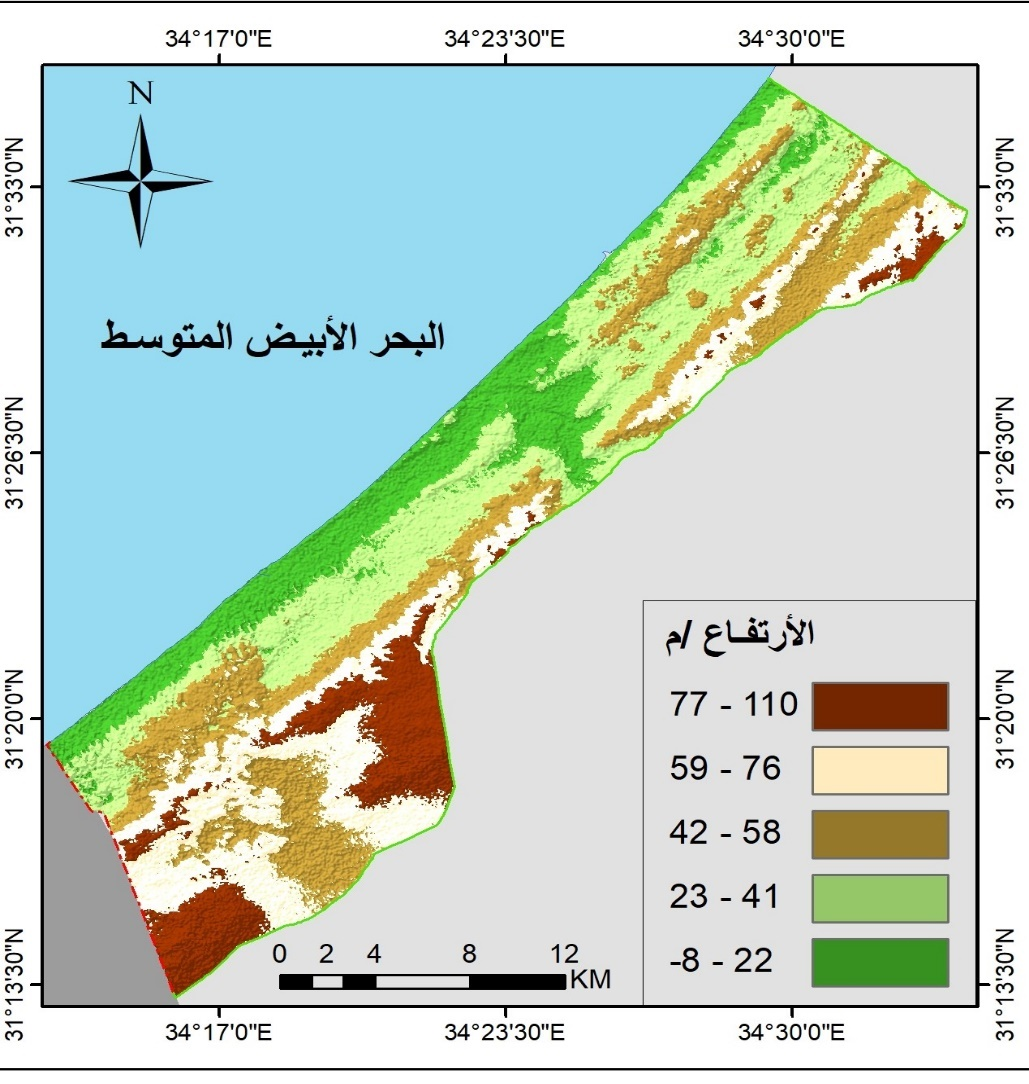 34°17'0"E 34°23'30"E 34°30'0"E
N
31°33'0"N 31°33'0"N
البحر الأبيض المتوسط
31°26'30"N 31°26'30"N
الأرتفاع /م
77 - 110
31°20'0"N 31°20'0"N
59 - 76
42 - 58
23 - 41
-8 - 22
0 2 4 8 12
KM
31°13'30"N 31°13'30"N
34°17'0"E 34°23'30"E 34°30'0"E